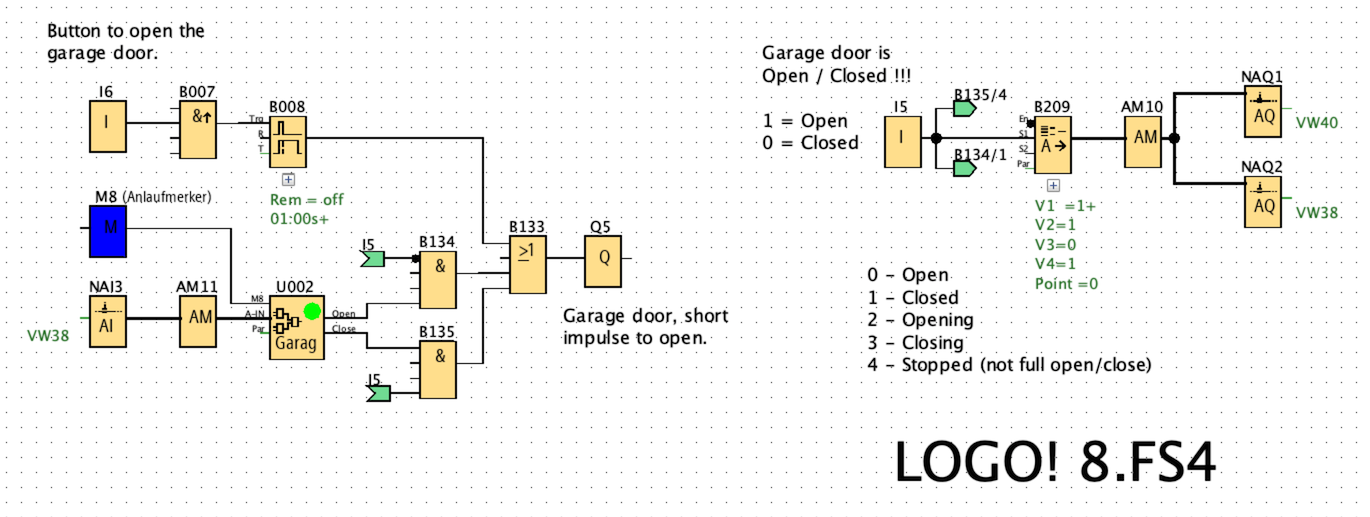 Button to open the
garage door.
I6
I
B007
&↑
B008
Trg
R
T
Rem = off
01:00s+
M8 (Anlaufmerker)
M
NAI3
AI
VW38
AM11
AM
U002
M8
A-IN
Par
Open
Close
Garag
I5
B134
&
B135
&
I5
B133
≥1
Q5
Q
Garage door, short
impulse to open.
Garage door is
Open / Closed !!!
1 = Open
0 = Closed
I5
I
B135/4
B134/1
B209
En
S1
S2
Par
A→
V1 =1+
V2=1
V3=0
V4=1
Point =0
AM10
AM
NAQ1
AQ
VW40
NAQ2
AQ
VW38
0 - Open
1 - Closed
2 - Opening
3 - Closing
4 - Stopped (not full open/close)
LOGO! 8.FS4